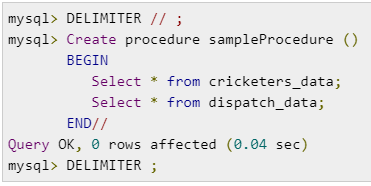 mysql> DELIMITER // ;
mysql> Create procedure sampleProcedure ()
BEGIN
Select * from cricketers_data;
Select * from dispatch_data;
END//
Query OK, 0 rows affected (0.04 sec)
mysql> DELIMITER ;